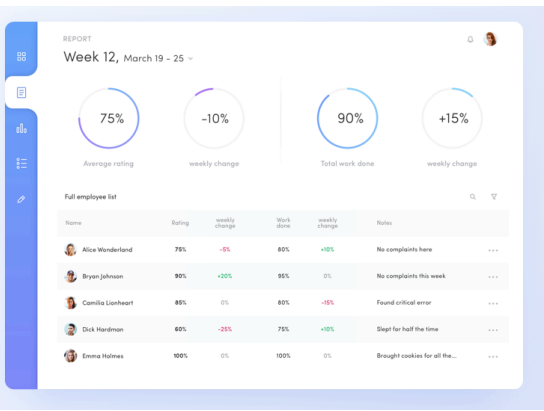 REPORT
Week 12, March 19 - 25
75%
-10%
90%
+15%
Average rating
weekly change
Total work done
weekly change
Full employee list
Name Rating weekly change Work done weekly change Notes
Alice Wonderland 75% -5% 80% +10% No complaints here
Bryan Johnson 90% +20% 95% 0% No complaints this week
Camilia Lionheart 85% 0% 80% -15% Found critical error
Dick Hardman 60% -25% 75% +10% Slept for half the time
Emma Holmes 100% 0% 100% 0% Brought cookies for all the...